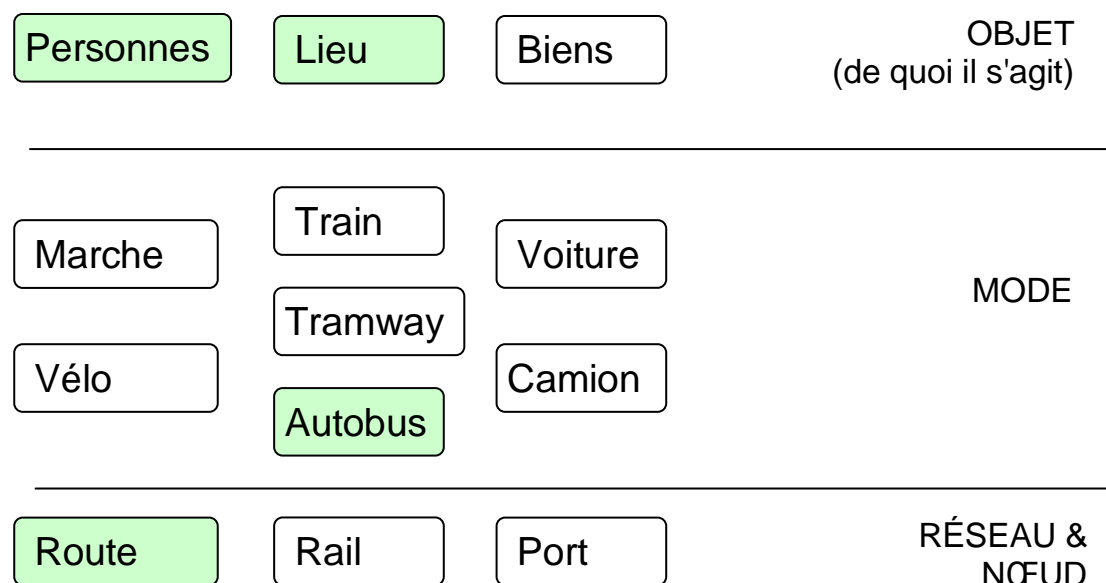 Personnes
Lieu
Biens
OBJET
(de quoi il s'agit)
Train
Marche
Voiture
MODE
Tramway
Vélo
Camion
Autobus
Route
Rail
Port
RÉSEAU &
NŒUD